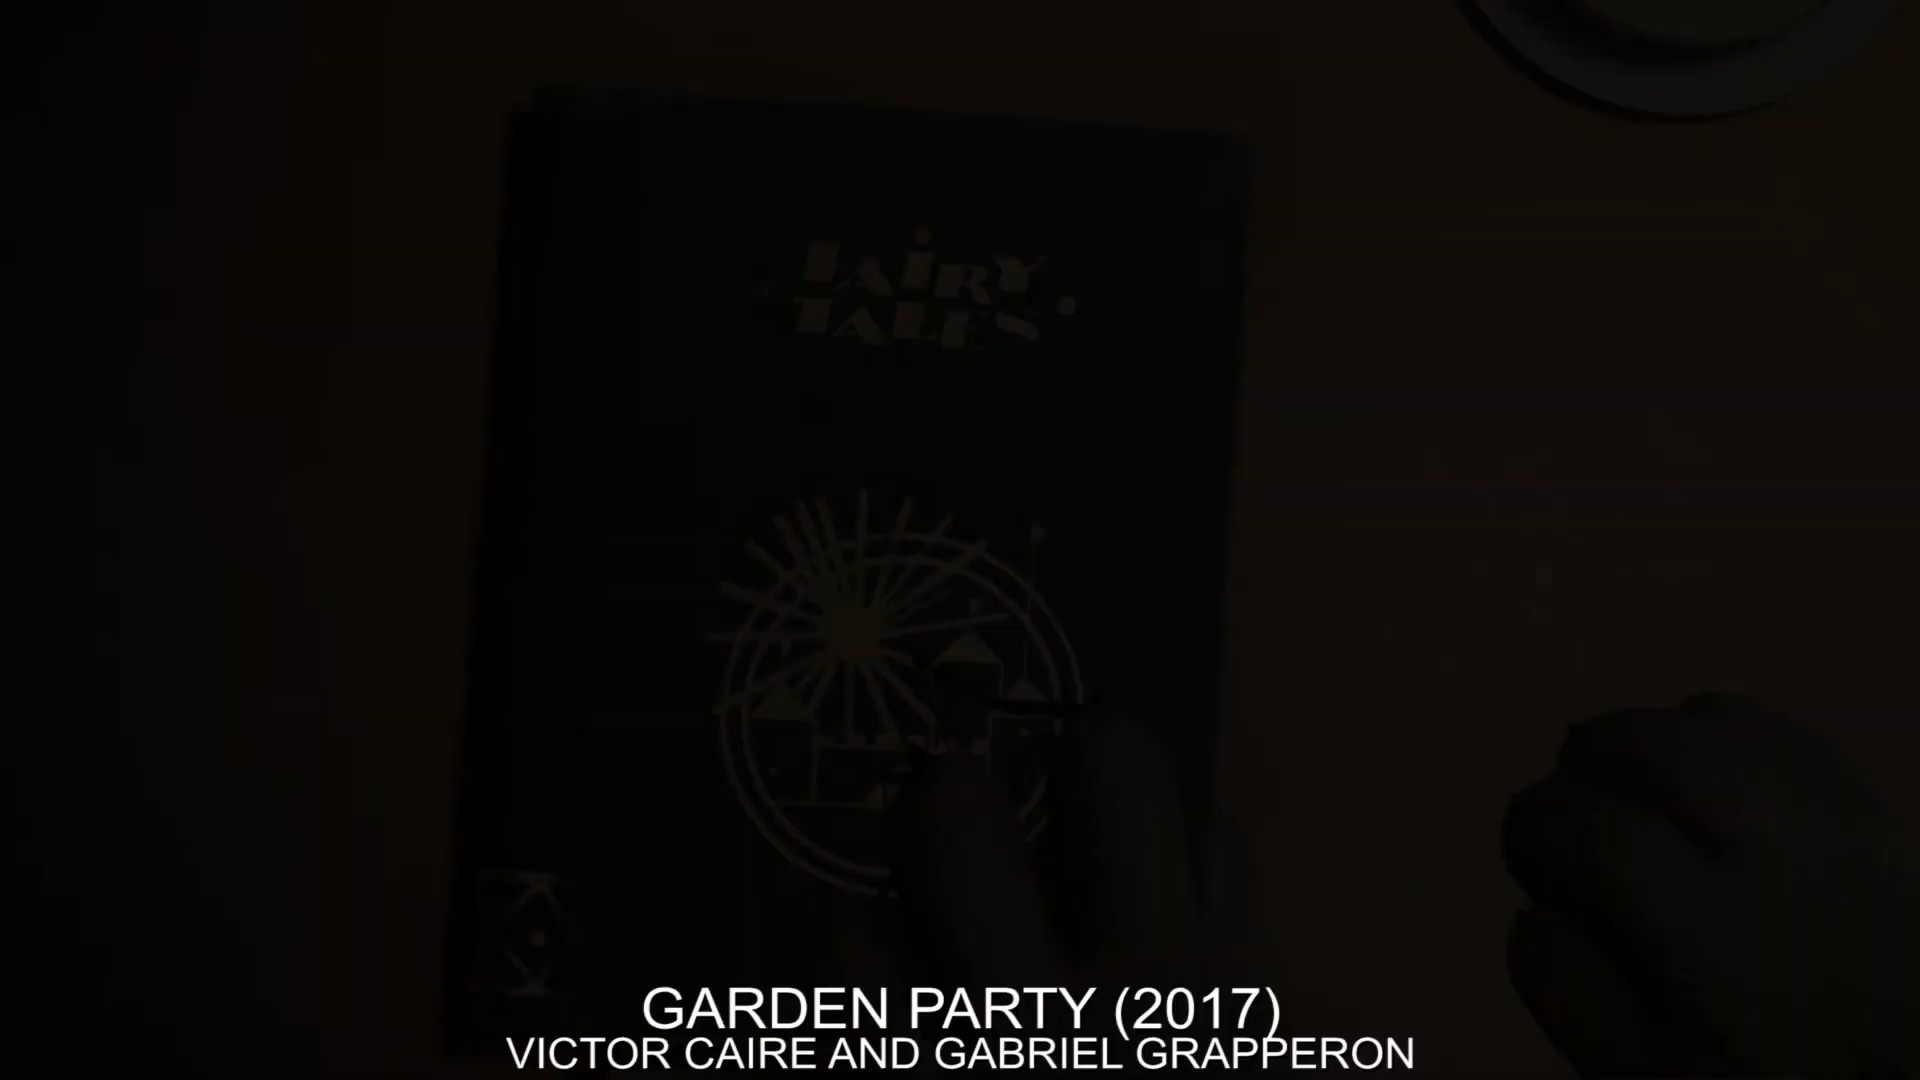 FAIRY
TALES
GARDEN PARTY (2017)
VICTOR CAIRE AND GABRIEL GRAPPERON